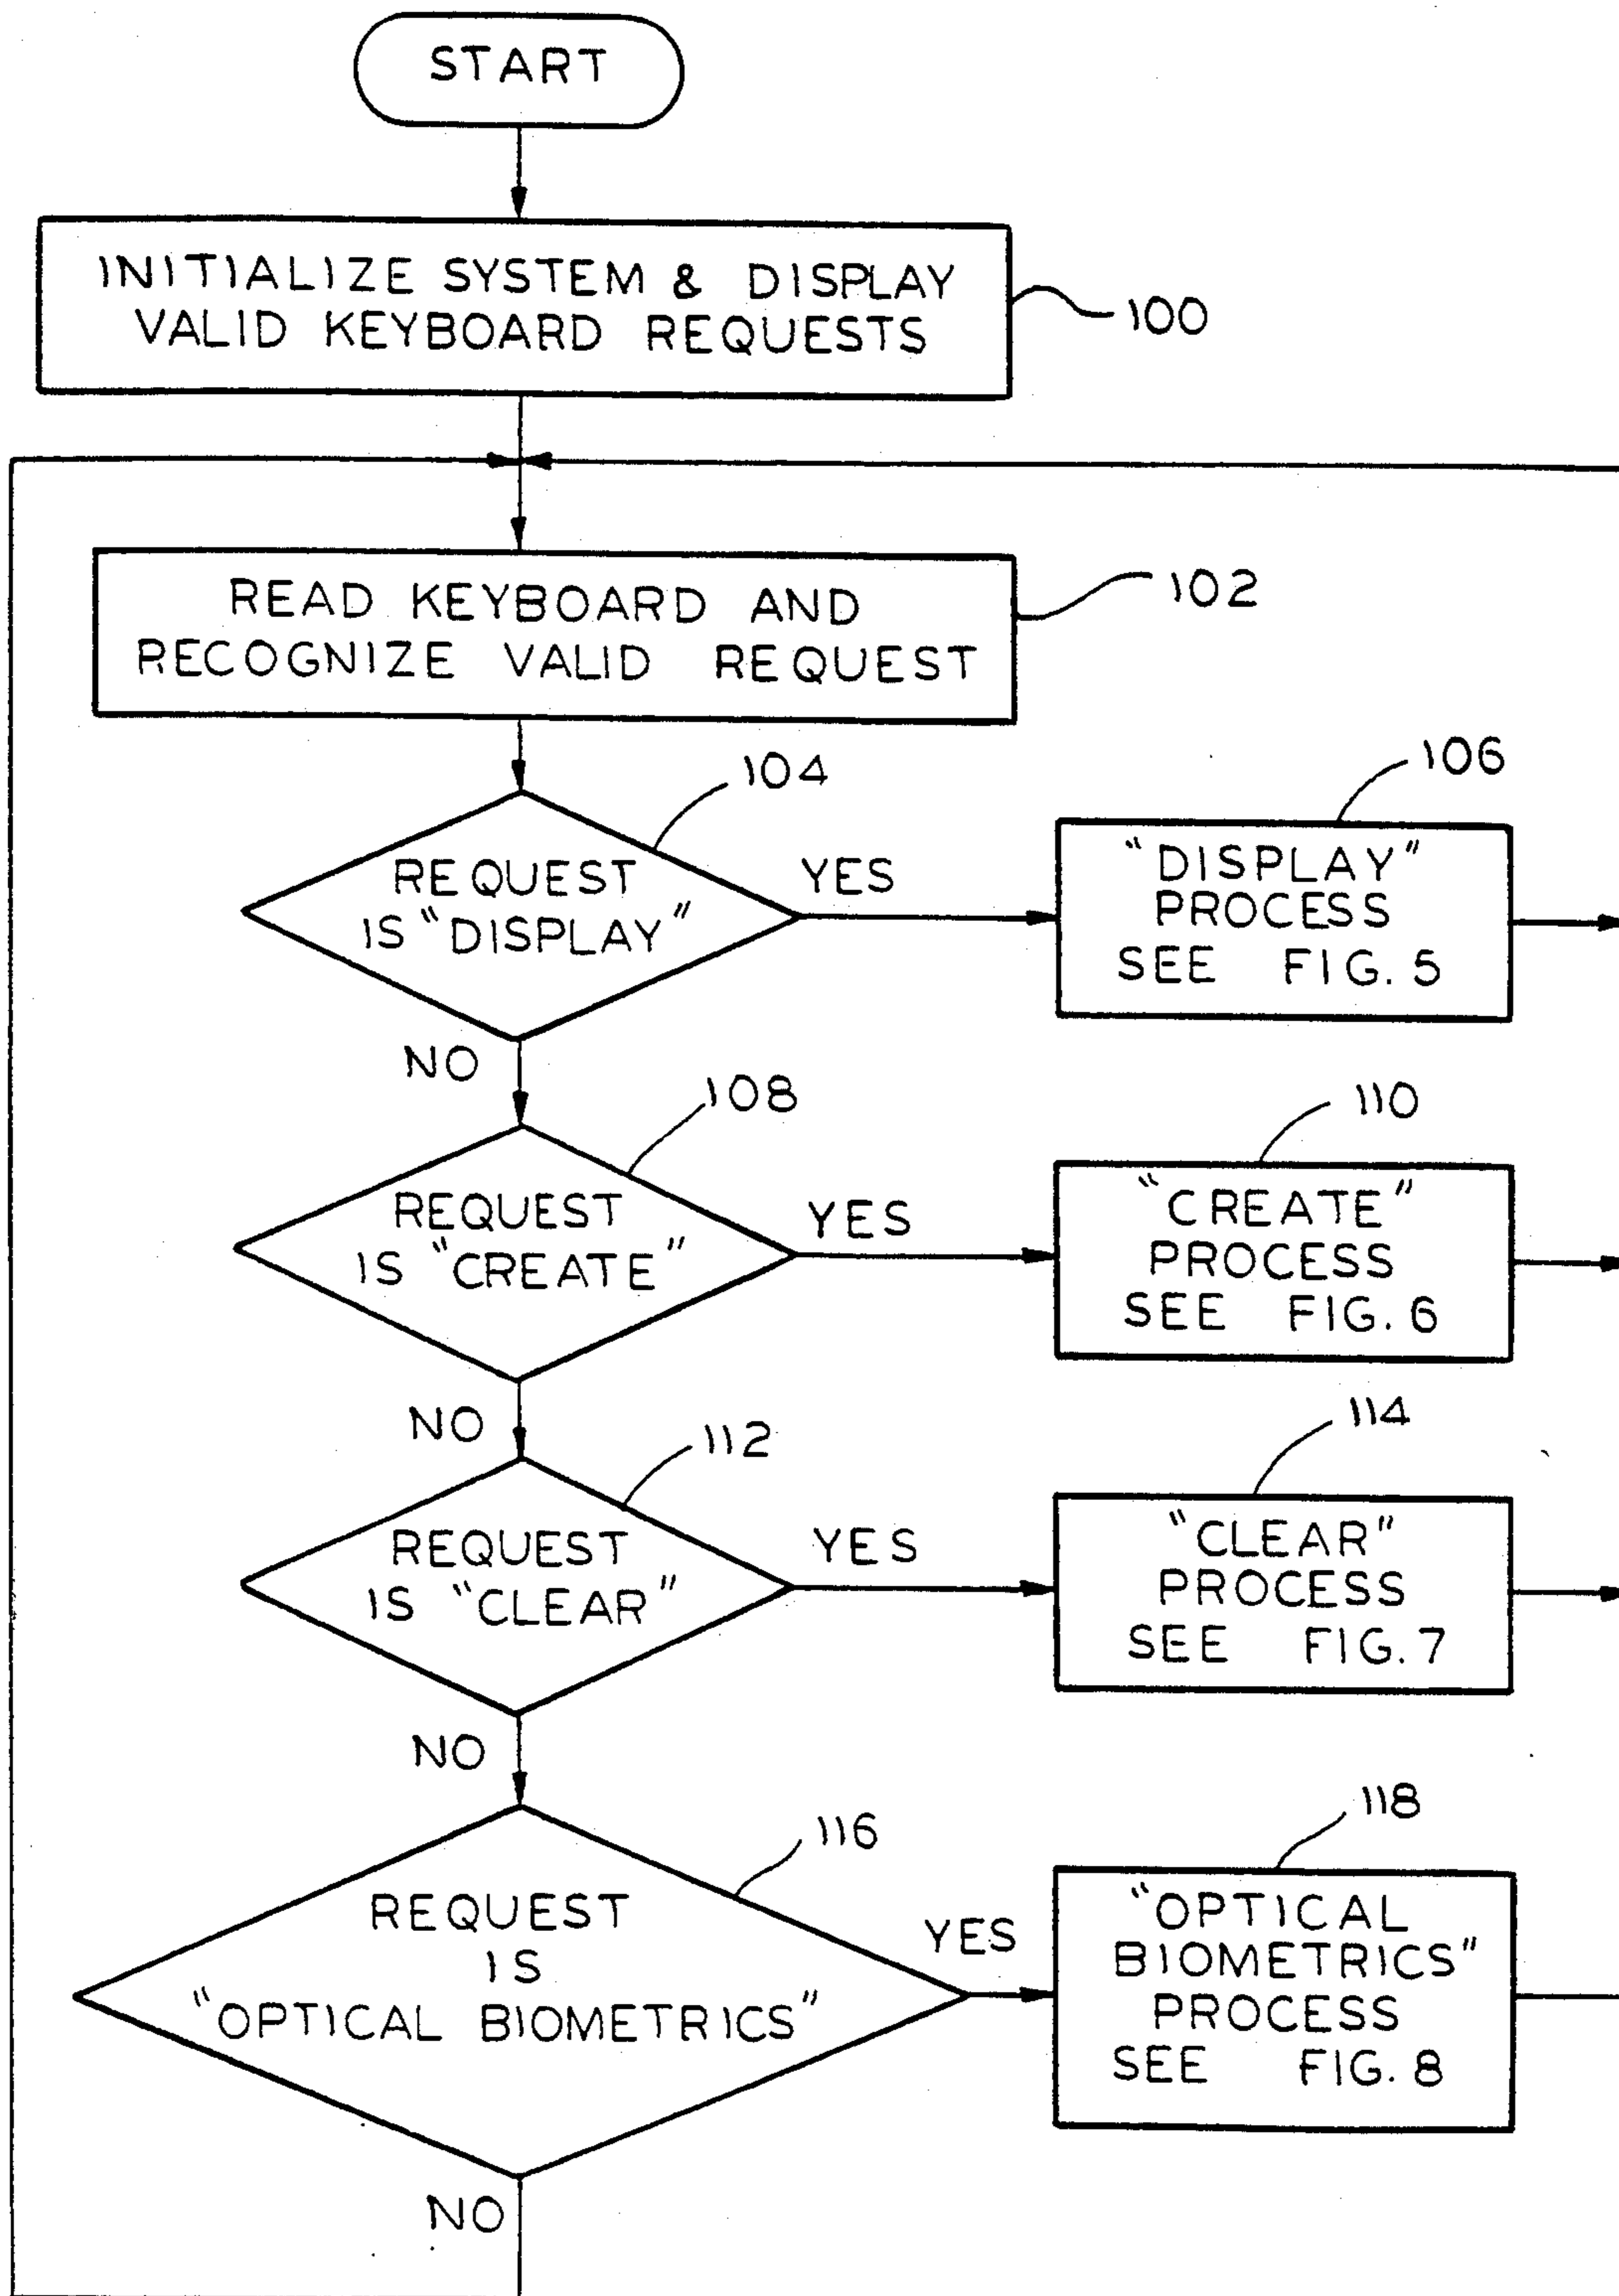 START
INITIALIZE SYSTEM & DISPLAY
VALID KEYBOARD REQUESTS
100
READ KEYBOARD AND
RECOGNIZE VALID REQUEST
102
104
REQUEST
IS "DISPLAY"
YES
NO
106
"DISPLAY"
PROCESS
SEE FIG. 5
108
REQUEST
IS "CREATE"
YES
NO
110
"CREATE"
PROCESS
SEE FIG. 6
112
REQUEST
IS "CLEAR"
YES
NO
114
"CLEAR"
PROCESS
SEE FIG. 7
116
REQUEST
IS
"OPTICAL BIOMETRICS"
YES
NO
118
"OPTICAL
BIOMETRICS"
PROCESS
SEE FIG. 8